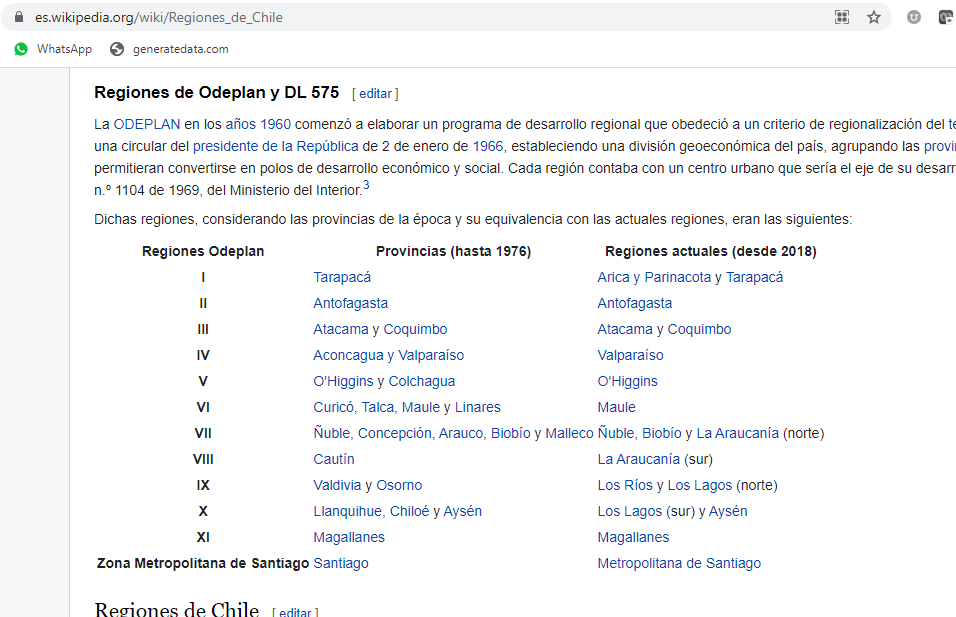 es.wikipedia.org/wiki/Regiones_de_Chile
WhatsApp generatedata.com
Regiones de Odeplan y DL 575 [ editar ]
La ODEPLAN en los años 1960 comenzó a elaborar un programa de desarrollo regional que obedeció a un criterio de regionalización del
una circular del presidente de la República de 2 de enero de 1966, estableciendo una división geoeconómica del país, agrupando las
permitieran convertirse en polos de desarrollo económico y social. Cada región contaba con un centro urbano que sería el eje de su
n.º 1104 de 1969, del Ministerio del Interior.3
Dichas regiones, considerando las provincias de la época y su equivalencia con las actuales regiones, eran las siguientes:
Regiones Odeplan Provincias (hasta 1976) Regiones actuales (desde 2018)
I Tarapacá Arica y Parinacota y Tarapacá
II Antofagasta Antofagasta
III Atacama y Coquimbo Atacama y Coquimbo
IV Aconcagua y Valparaíso Valparaíso
V O'Higgins y Colchagua O'Higgins
VI Curicó, Talca, Maule y Linares Maule
VII Ñuble, Concepción, Arauco, Biobío y Malleco Ñuble, Biobío y La Araucanía (norte)
VIII Cautín La Araucanía (sur)
IX Valdivia y Osorno Los Ríos y Los Lagos (norte)
X Llanquihue, Chiloé y Aysén Los Lagos (sur) y Aysén
XI Magallanes Magallanes
Zona Metropolitana de Santiago Santiago Metropolitana de Santiago
Regiones de Chile [ editar ]